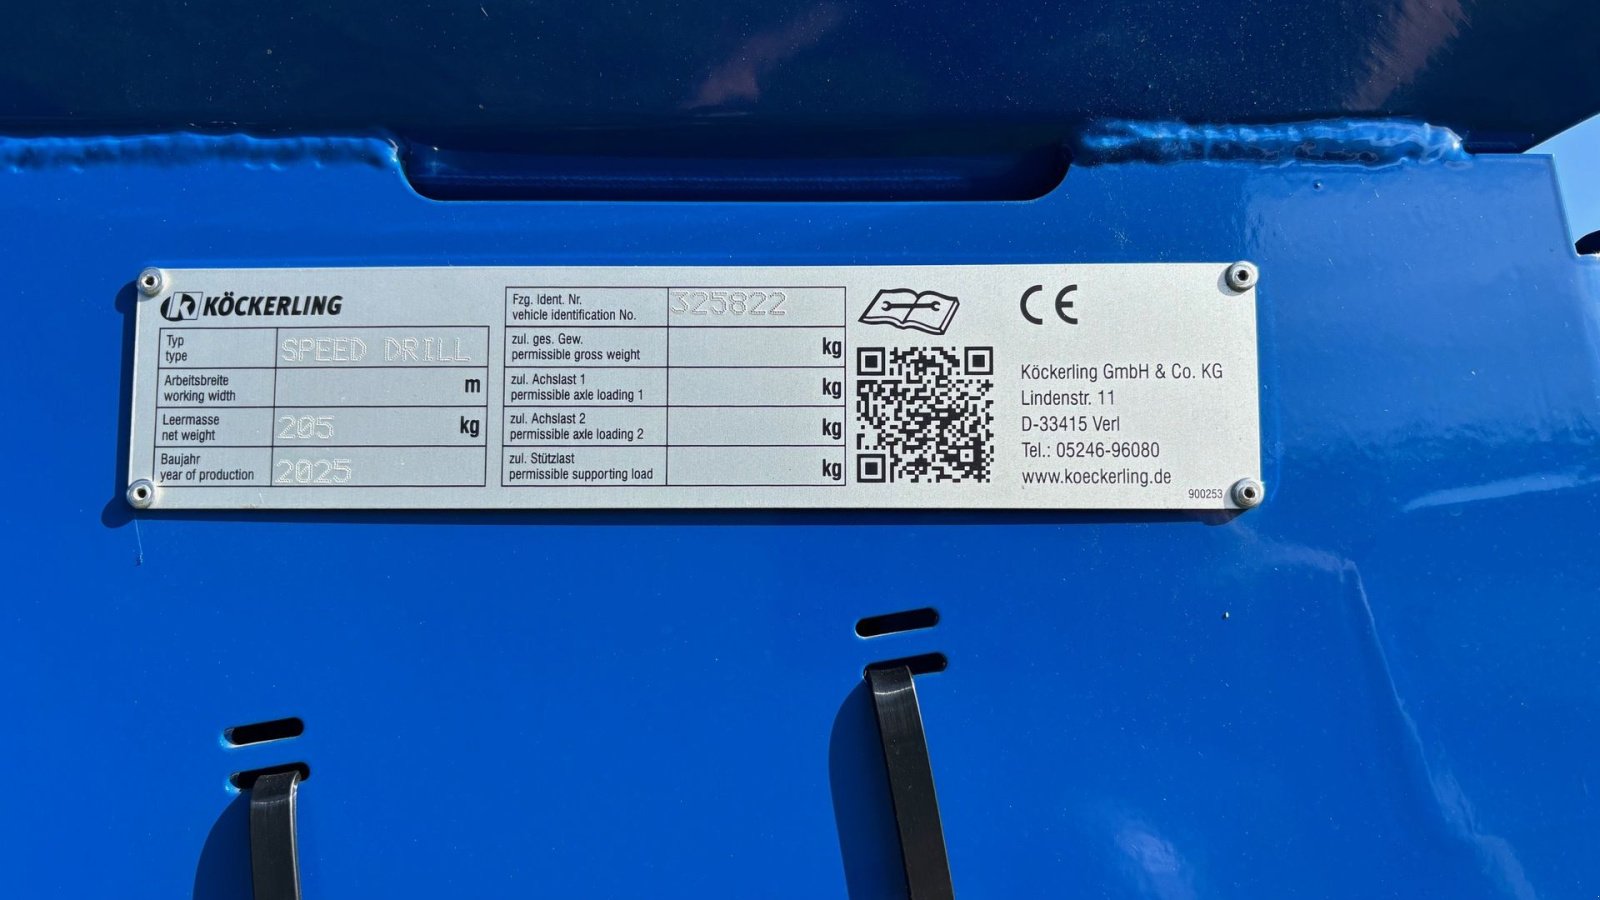 KÖCKERLING
Typ
type
SPEED DRILL
Arbeitsbreite
working width
m
Leermasse
net weight
205 kg
Baujahr
year of production
2025
Fzg. Ident. Nr.
vehicle identification No.
325822
zul. ges. Gew.
permissible gross weight
kg
zul. Achslast 1
permissible axle loading 1
kg
zul. Achslast 2
permissible axle loading 2
kg
zul. Stützlast
permissible supporting load
kg
CE
Köckerling GmbH & Co. KG
Lindenstr. 11
D-33415 Verl
Tel.: 05246-96080
www.koeckerling.de
900253